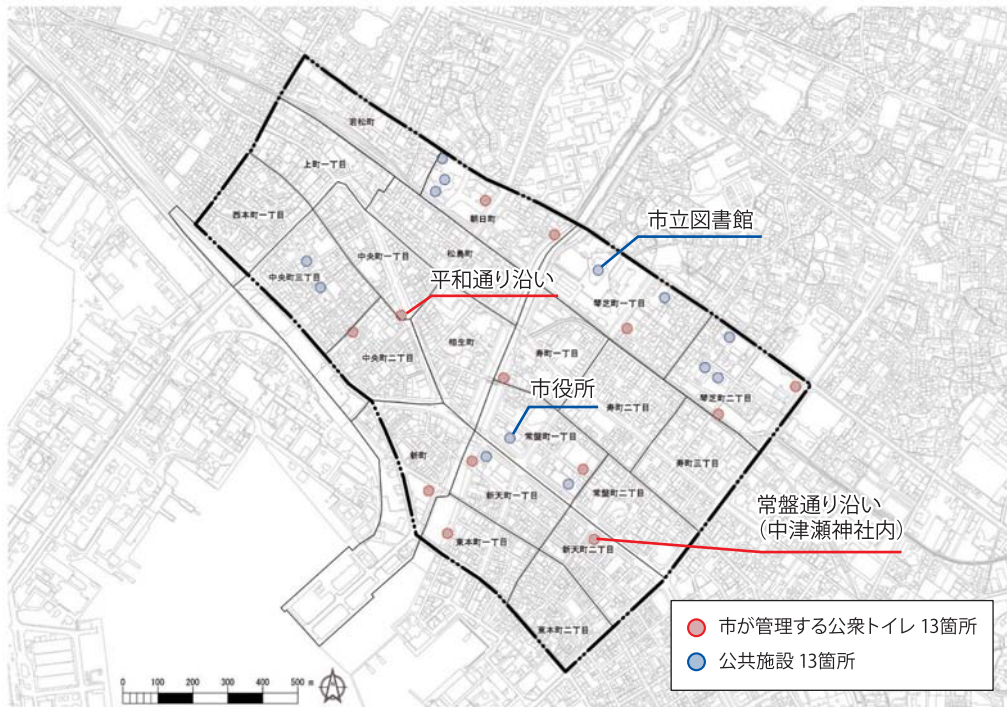 若松町
上町一丁目
朝日町
西本町一丁目
市立図書館
松島町
中央町一丁目
中央町三丁目
平和通り沿い
琴芝町一丁目
相生町
中央町二丁目
寿町一丁目
琴芝町二丁目
市役所
寿町二丁目
常盤町一丁目
新町
寿町三丁目
新天町一丁目
常盤町二丁目
常盤通り沿い
(中津瀬神社内)
東本町一丁目
新天町二丁目
東本町二丁目
市が管理する公衆トイレ 13箇所
公共施設 13箇所
0 100 200 300 400 500 m